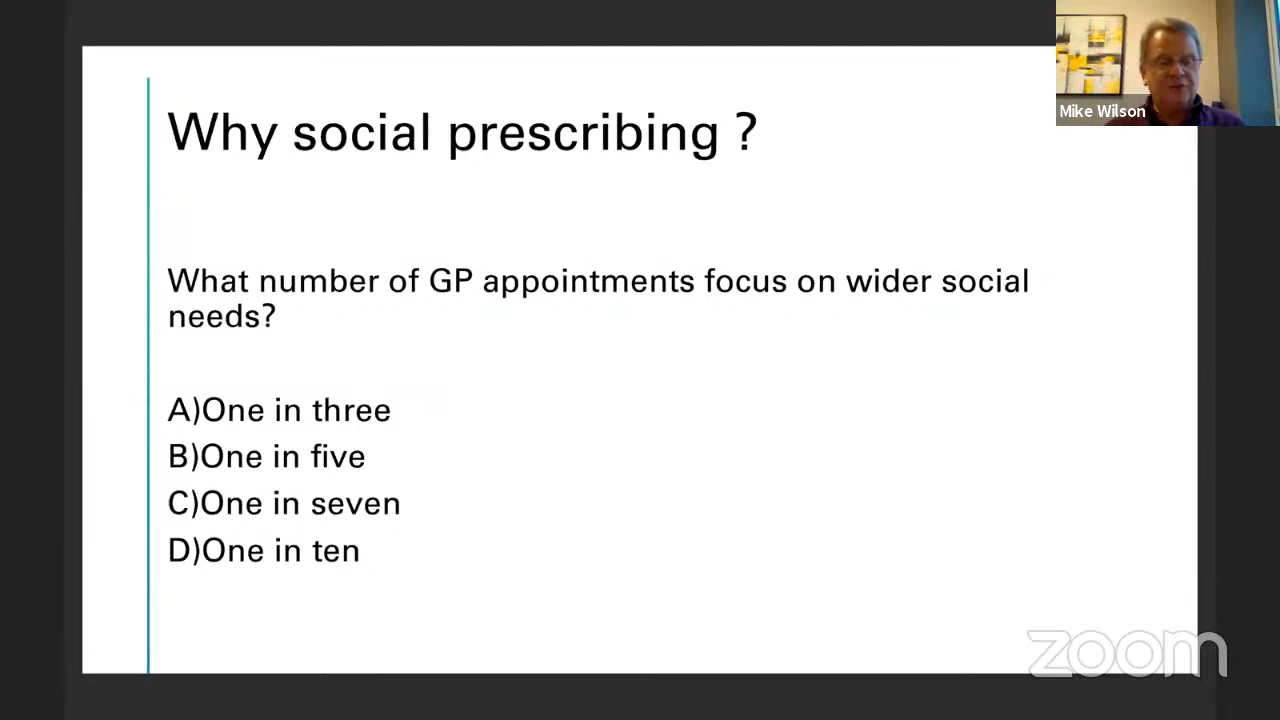 Why social prescribing ?
Mike Wilson
What number of GP appointments focus on wider social
needs?
A)One in three
B)One in five
C)One in seven
D)One in ten
zoom